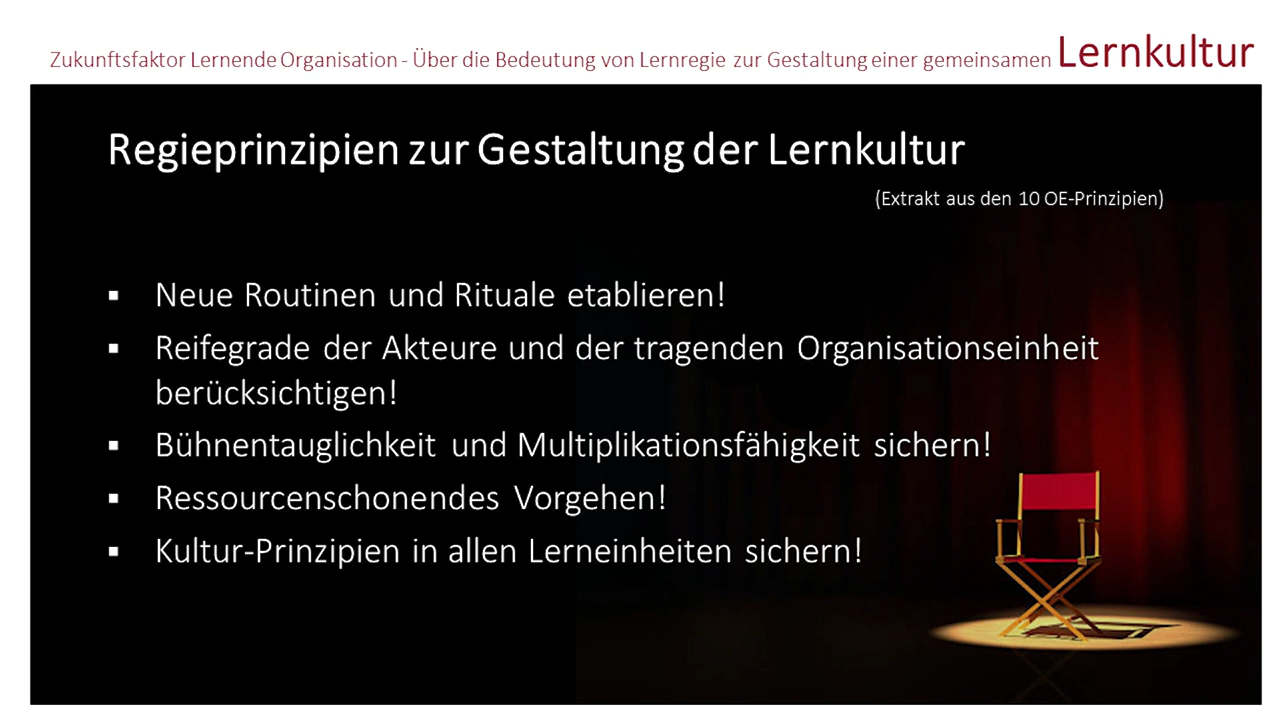 Zukunftsfaktor Lernende Organisation - Über die Bedeutung von Lernregie zur Gestaltung einer gemeinsamen Lernkultur
Regieprinzipien zur Gestaltung der Lernkultur
(Extrakt aus den 10 OE-Prinzipien)
▪ Neue Routinen und Rituale etablieren!
▪ Reifegrade der Akteure und der tragenden Organisationseinheit
berücksichtigen!
▪ Bühnentauglichkeit und Multiplikationsfähigkeit sichern!
▪ Ressourcenschonendes Vorgehen!
▪ Kultur-Prinzipien in allen Lerneinheiten sichern!